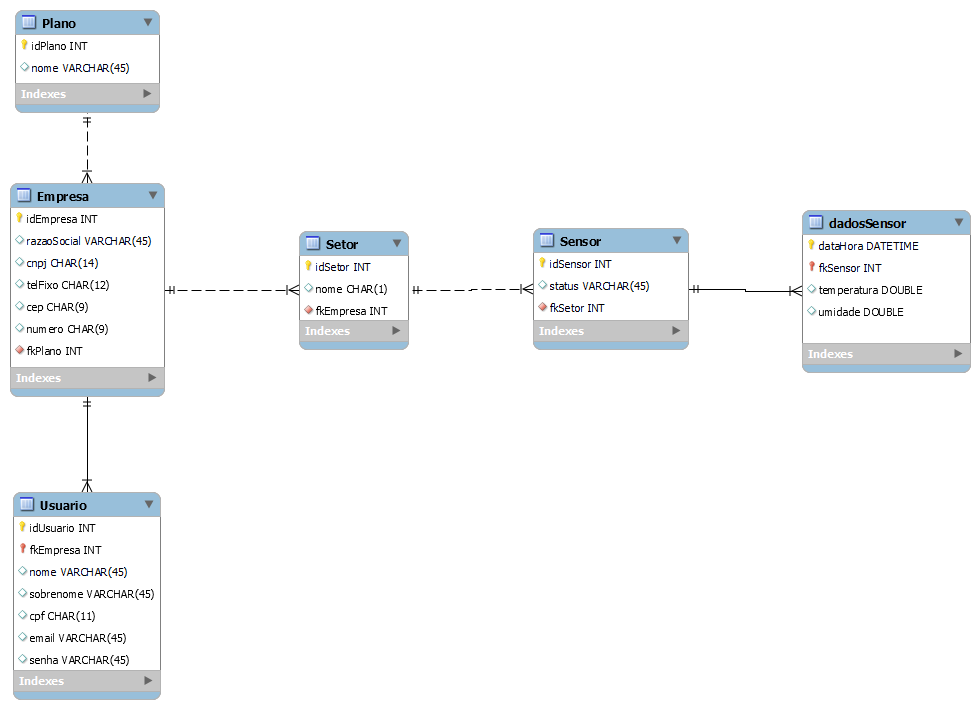 Plano
idPlano INT
nome VARCHAR(45)
Indexes
Empresa
idEmpresa INT
razaoSocial VARCHAR(45)
cnpj CHAR(14)
telFixo CHAR(12)
cep CHAR(9)
numero CHAR(9)
fkPlano INT
Indexes
Setor
idSetor INT
nome CHAR(1)
fkEmpresa INT
Indexes
Sensor
idSensor INT
status VARCHAR(45)
fkSetor INT
Indexes
dadosSensor
dataHora DATETIME
fkSensor INT
temperatura DOUBLE
umidade DOUBLE
Indexes
Usuario
idUsuario INT
fkEmpresa INT
nome VARCHAR(45)
sobrenome VARCHAR(45)
cpf CHAR(11)
email VARCHAR(45)
senha VARCHAR(45)
Indexes